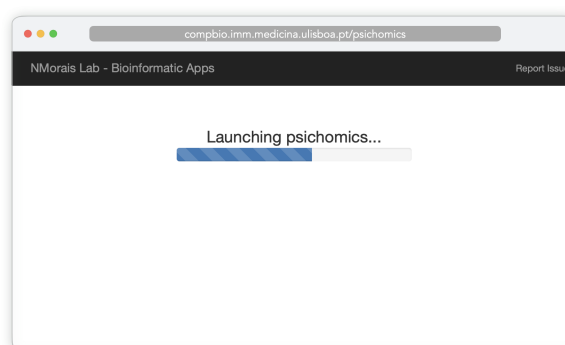 compbio.imm.medicina.ulisboa.pt/psichomics
NMorais Lab - Bioinformatic Apps
Report Issu
Launching psichomics...